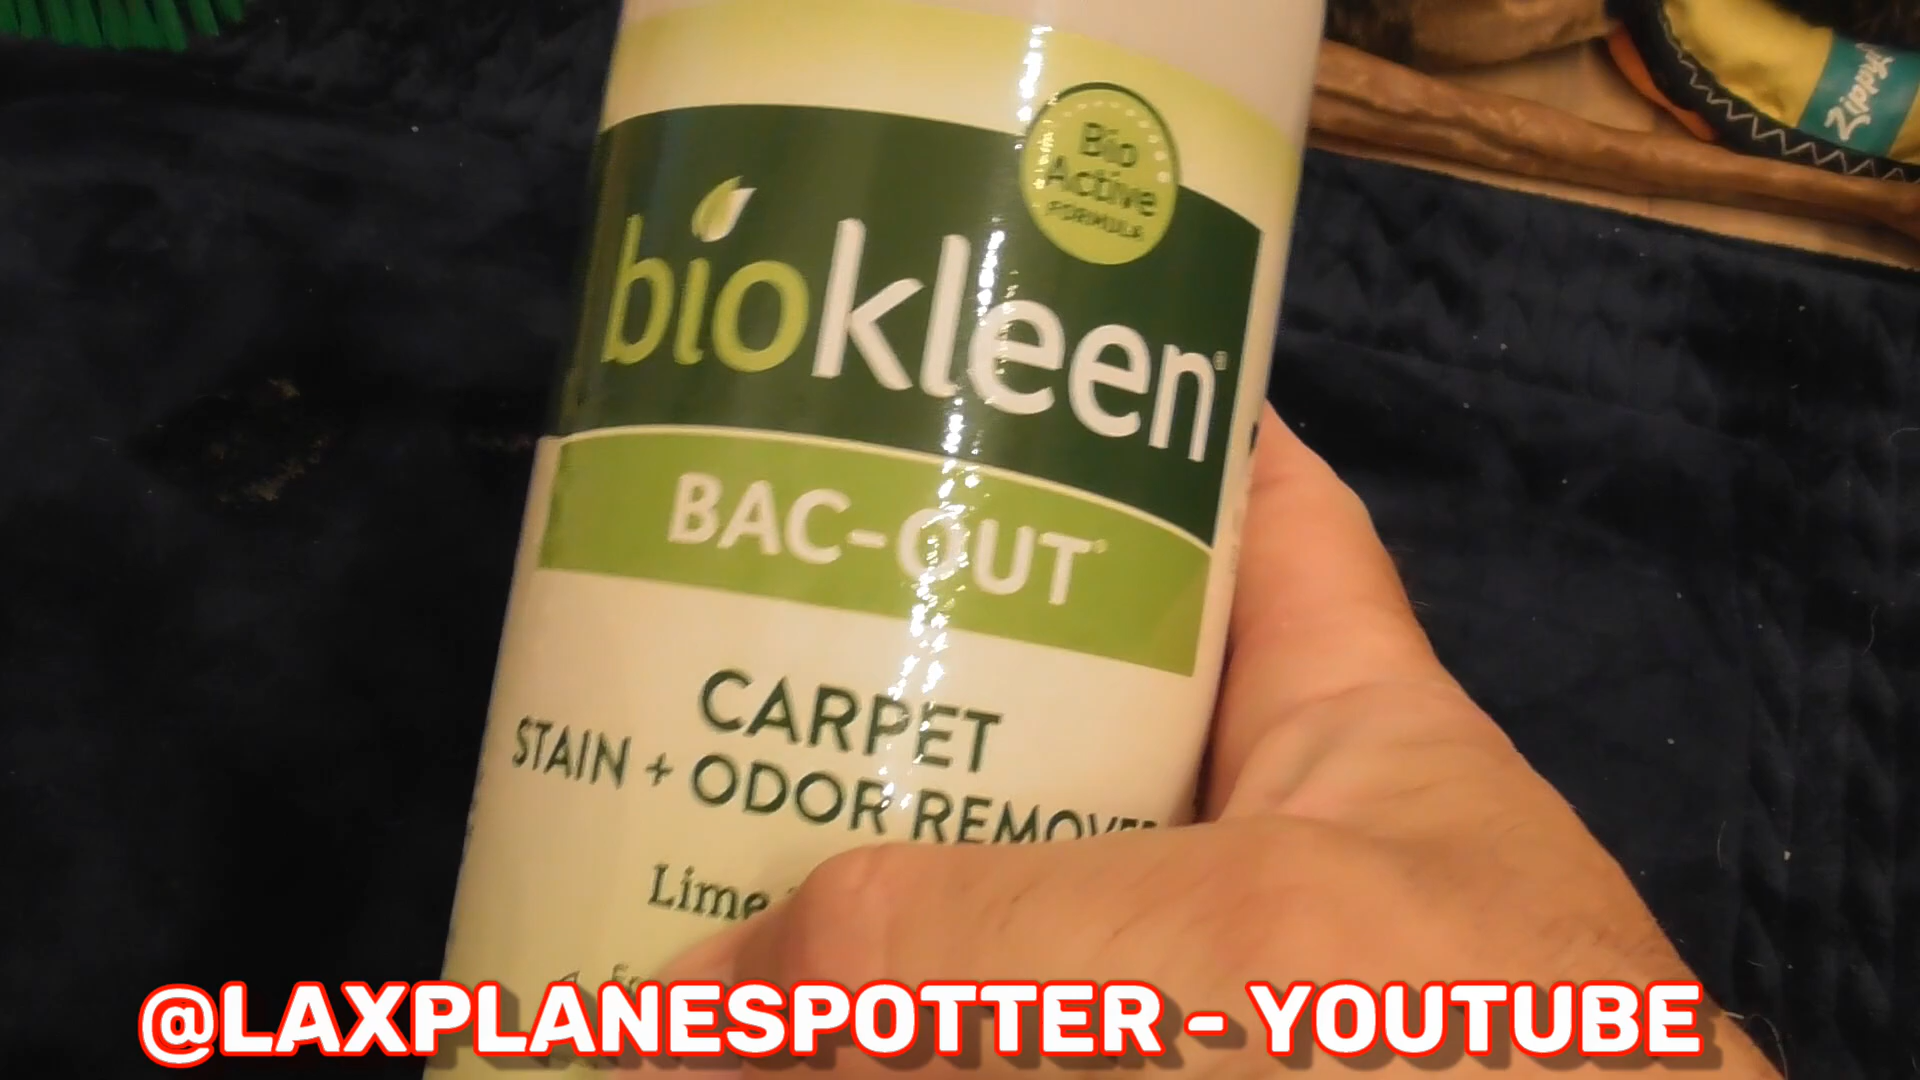 Bio
Active
FORMULA
biokleen®
BAC-OUT®
CARPET
STAIN + ODOR REMOVER
Lime
@LAXPLANESPOTTER - YOUTUBE